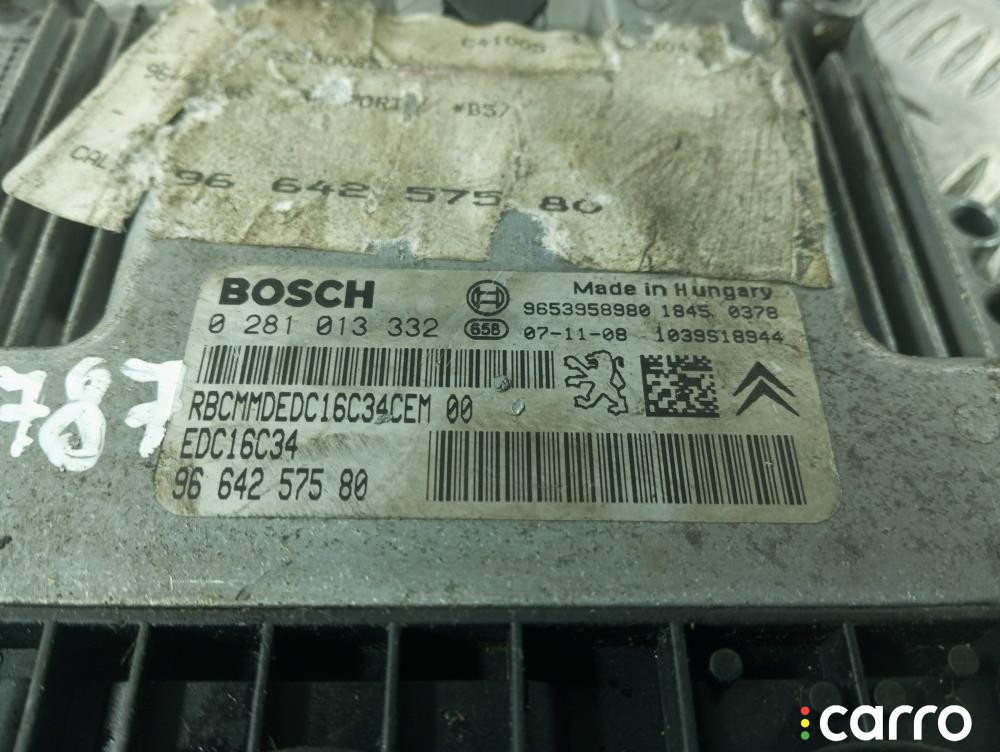 96 642 575 80
BOSCH
Made in Hungary
0 281 013 332
658
9653958980 1845. 0378
07-11-08 1039S18944
RBCMMDEDC16C34CEM 00
EDC16C34
96 642 575 80
787
carro